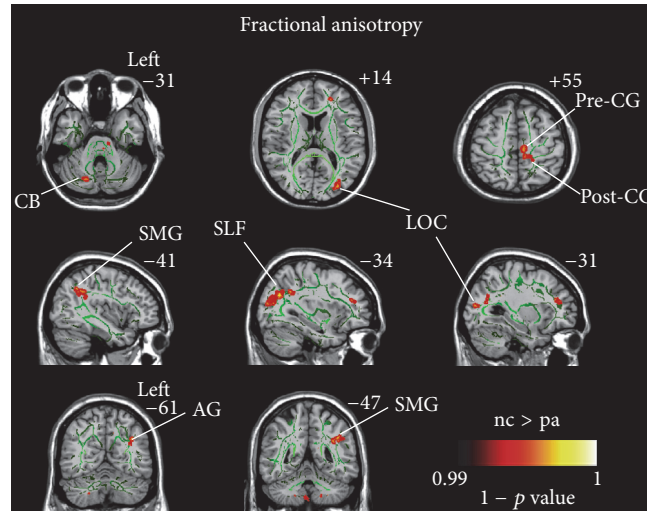 Fractional anisotropy
Left
−31
+14
+55
Pre-CG
Post-CG
CB
LOC
SMG
−41
SLF
−34
−31
Left
−61
AG
−47
SMG
nc > pa
0.99
1
1 − p value